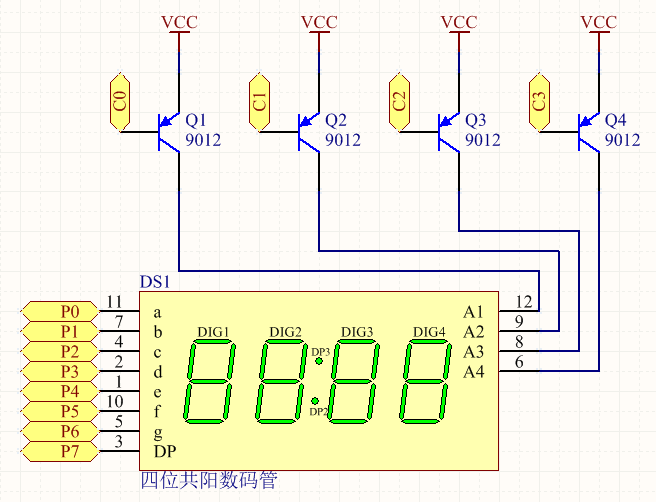 VCC VCC VCC VCC
C0 C1 C2 C3
Q1 Q2 Q3 Q4
9012 9012 9012 9012
DS1
P0 11 a A1 12
P1 7 b A2 9
P2 4 c A3 8
P3 2 d A4 6
P4 1 e
P5 10 f
P6 5 g
P7 3 DP
DIG1 DIG2 DIG3 DIG4
DP3
DP2
四位共阳数码管